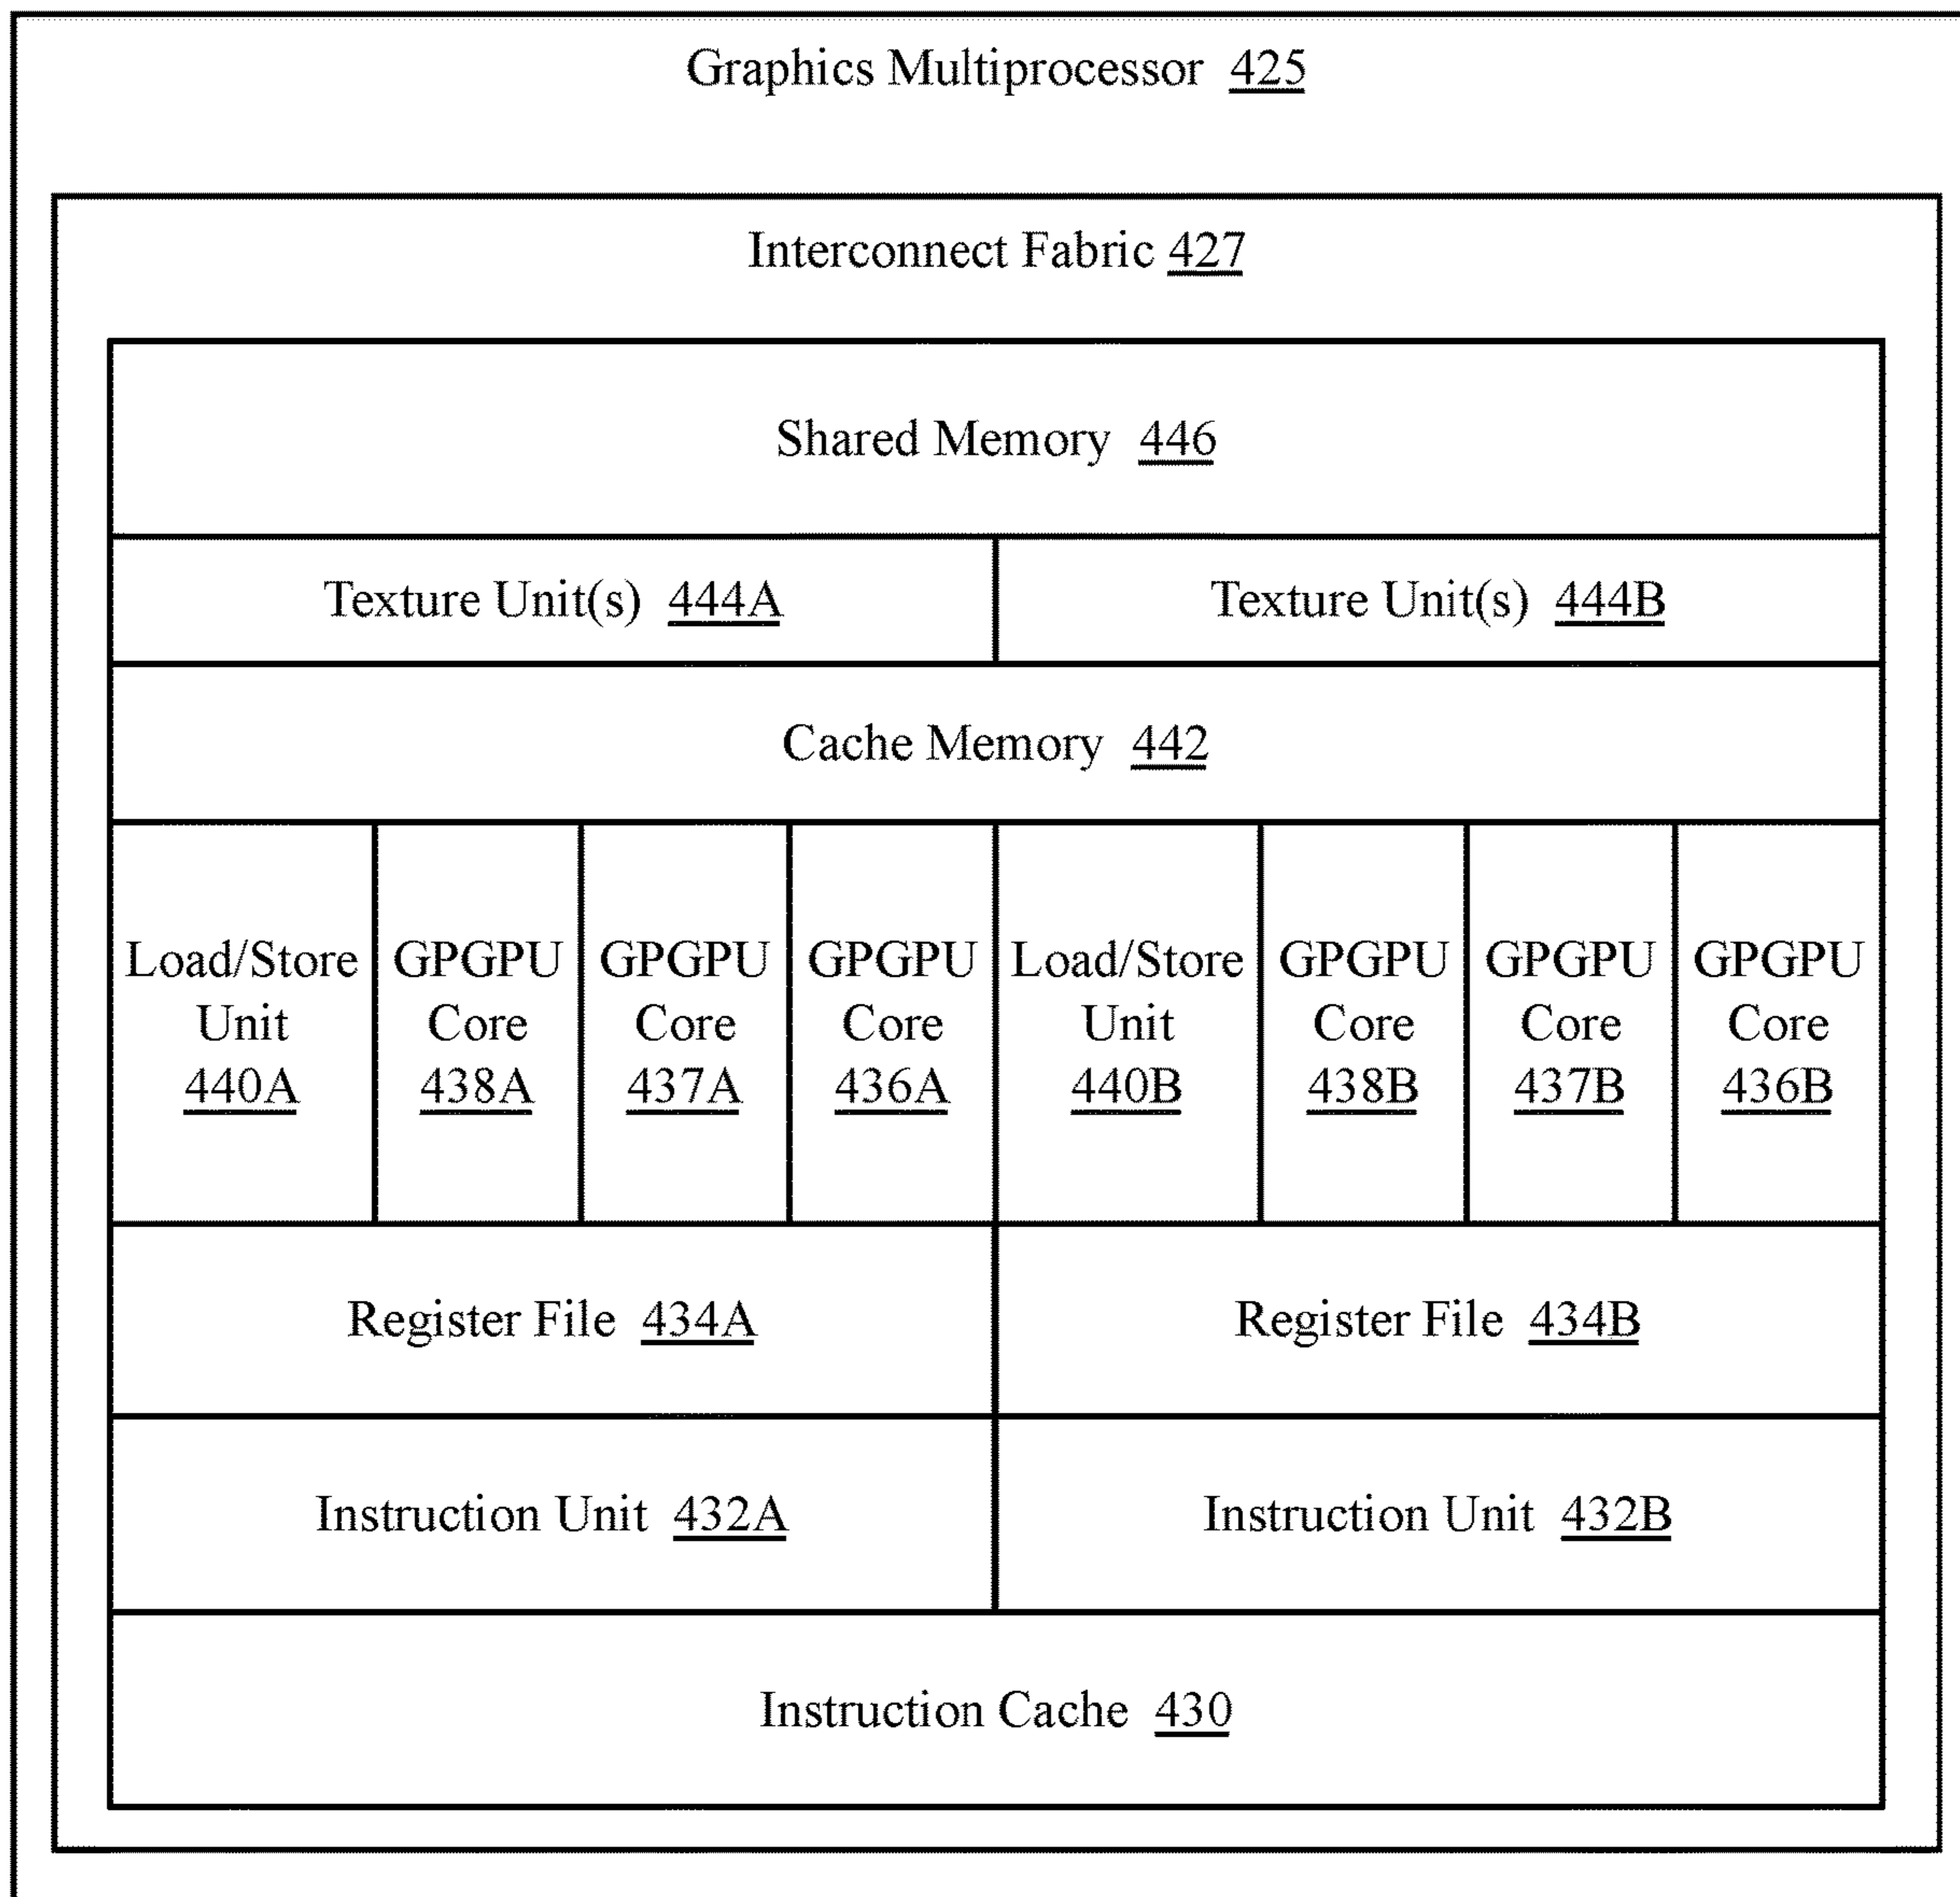 Graphics Multiprocessor 425
Interconnect Fabric 427
Shared Memory 446
Texture Unit(s) 444A
Texture Unit(s) 444B
Cache Memory 442
Load/Store
Unit
440A
GPGPU
Core
438A
GPGPU
Core
437A
GPGPU
Core
436A
Load/Store
Unit
440B
GPGPU
Core
438B
GPGPU
Core
437B
GPGPU
Core
436B
Register File 434A
Register File 434B
Instruction Unit 432A
Instruction Unit 432B
Instruction Cache 430